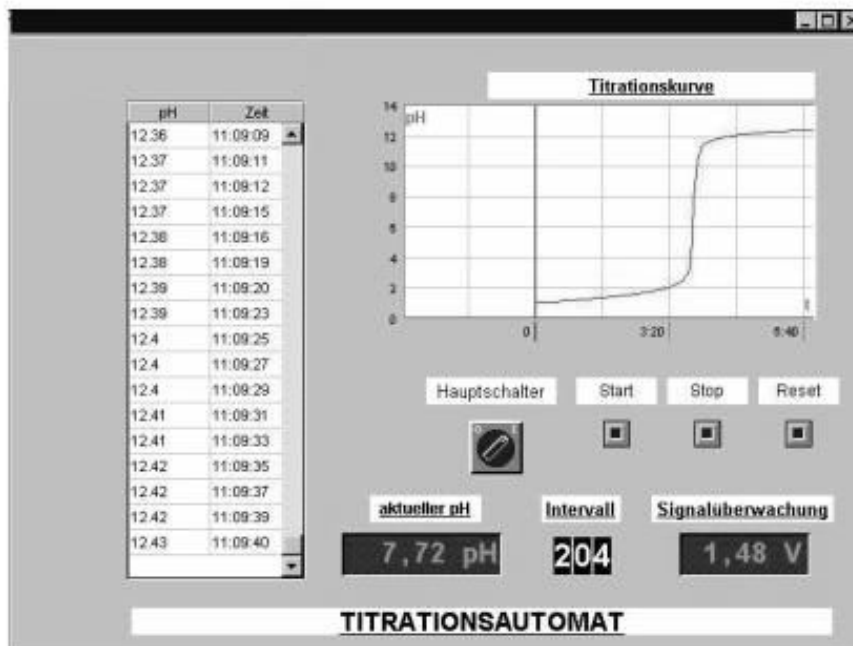 Titrationskurve
pH Zeit
12.36 11:09:09
12.37 11:09:11
12.37 11:09:12
12.37 11:09:15
12.38 11:09:16
12.38 11:09:19
12.39 11:09:20
12.39 11:09:23
12.4 11:09:25
12.4 11:09:27
12.4 11:09:29
12.41 11:09:31
12.41 11:09:33
12.42 11:09:35
12.42 11:09:37
12.42 11:09:39
12.43 11:09:40
14
pH
12
10
8
6
4
2
0
t
0 3:20 6:40
Hauptschalter Start Stop Reset
0 E
aktueller pH Intervall Signalüberwachung
7,72 pH 204 1,48 V
TITRATIONSAUTOMAT